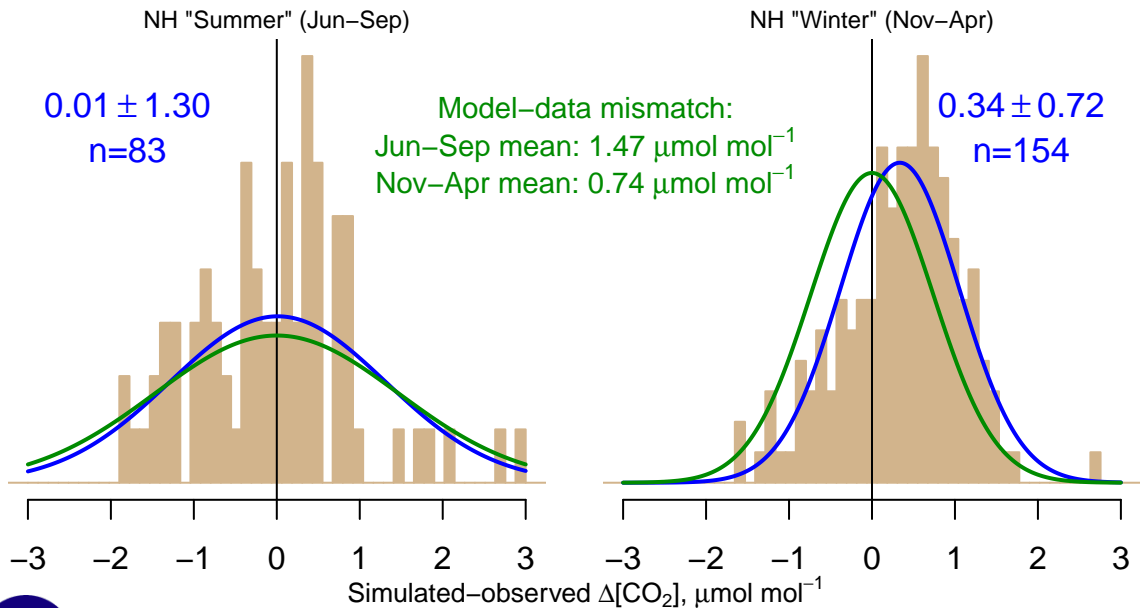 NH "Summer" (Jun−Sep)
0.01 ± 1.30
n=83
Model−data mismatch:
Jun−Sep mean: 1.47 μmol mol⁻¹
Nov−Apr mean: 0.74 μmol mol⁻¹
NH "Winter" (Nov−Apr)
0.34 ± 0.72
n=154
−3 −2 −1 0 1 2 3
−3 −2 −1 0 1 2 3
Simulated−observed Δ[CO₂], μmol mol⁻¹